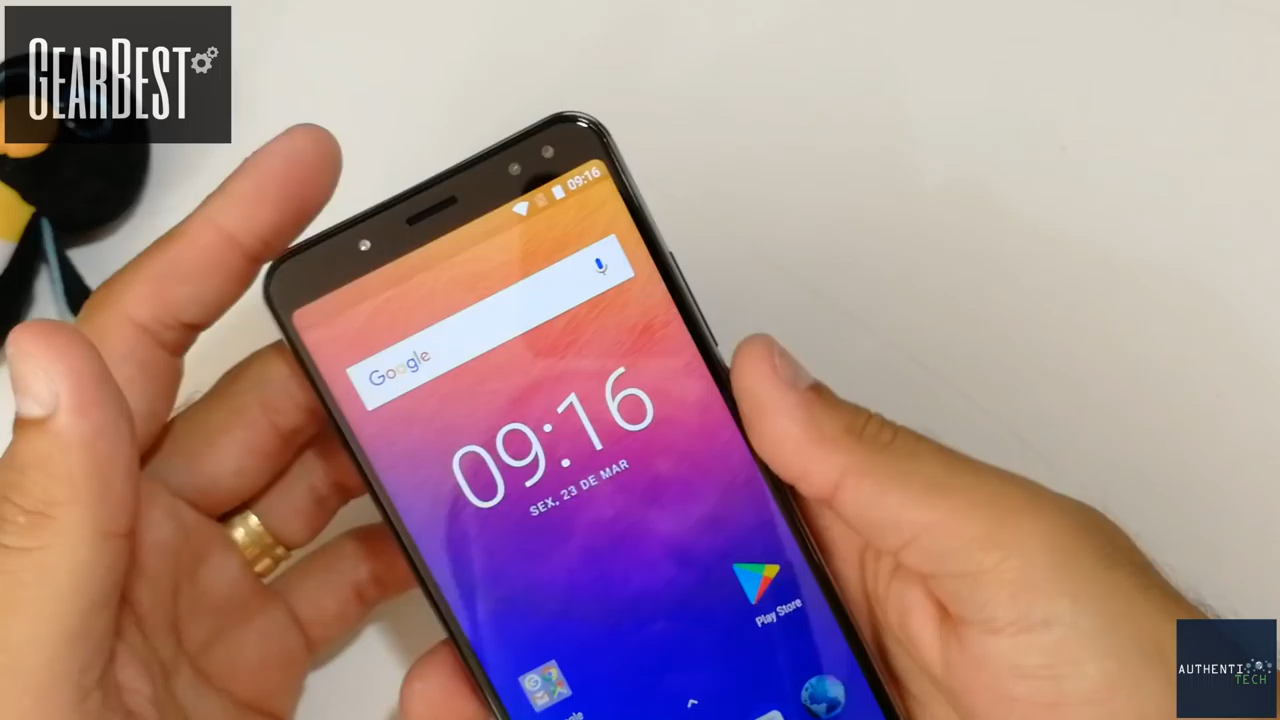 GEARBEST
09:16
Google
09:16
SEX, 23 DE MAR
Play Store
AUTHENTI
TECH